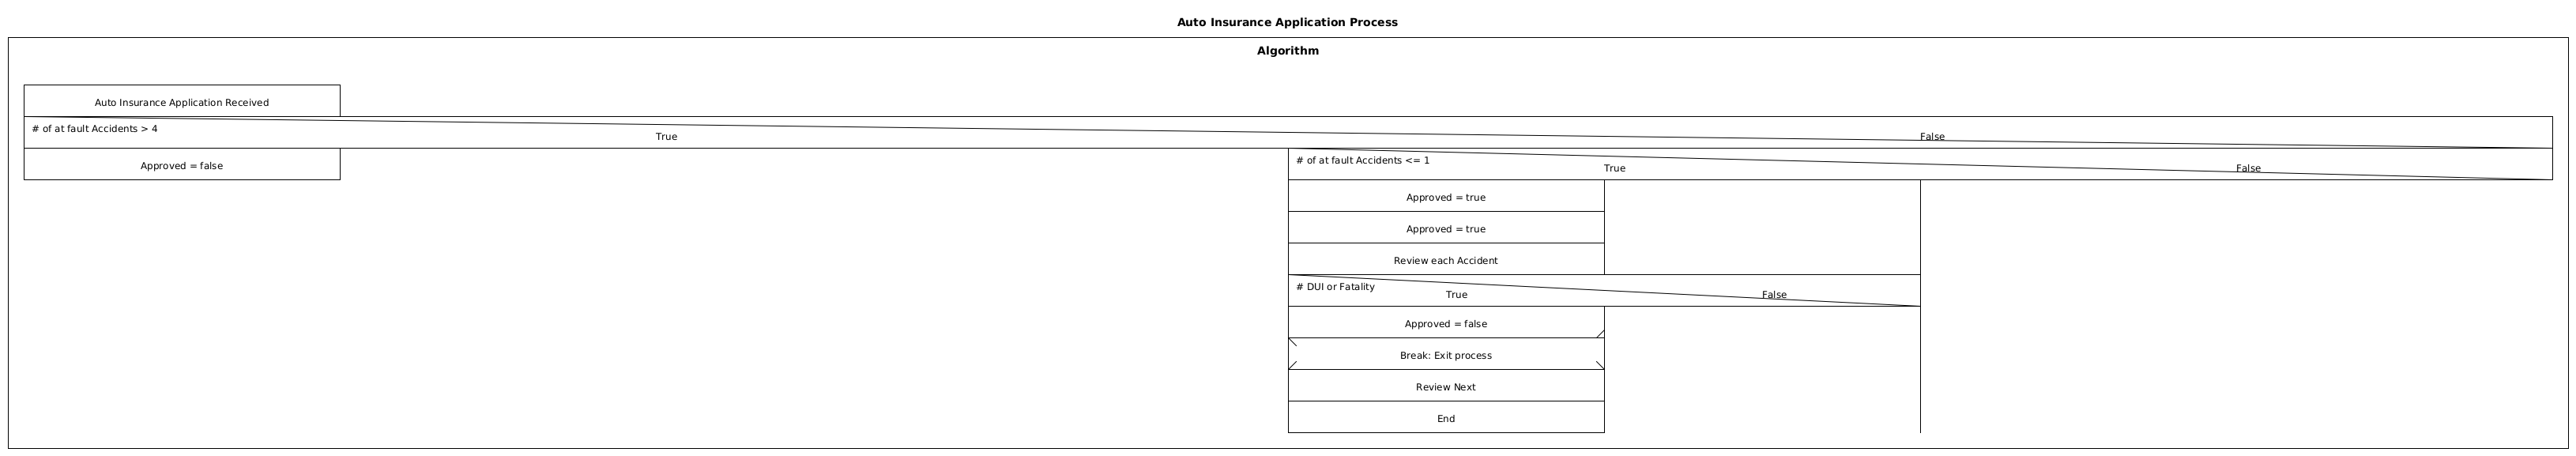 Auto Insurance Application Process
Algorithm
Auto Insurance Application Received
# of at fault Accidents > 4
True
False
Approved = false
# of at fault Accidents <= 1
True
False
Approved = true
Approved = true
Review each Accident
# DUI or Fatality
True
False
Approved = false
Break: Exit process
Review Next
End